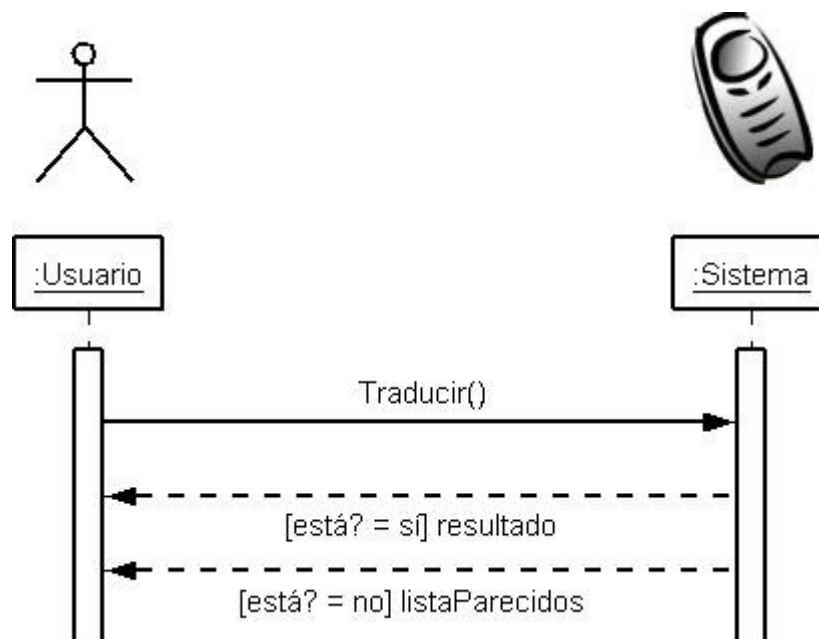 :Usuario
:Sistema
Traducir()
[está? = sí] resultado
[está? = no] listaParecidos